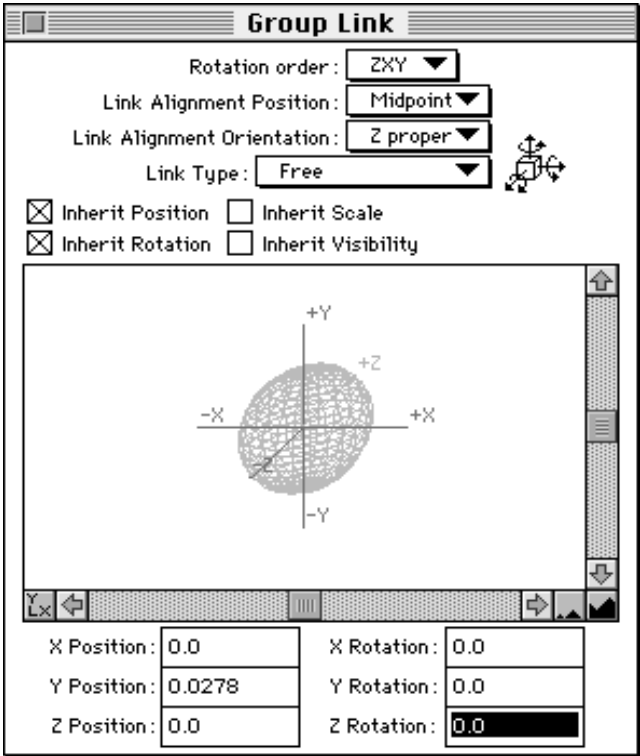 Group Link
Rotation order: ZXY
Link Alignment Position: Midpoint
Link Alignment Orientation: Z proper
Link Type: Free
Inherit Position Inherit Scale
Inherit Rotation Inherit Visibility
+Y
+Z
-X +X
-Z
-Y
Y
LX
X Position: 0.0 X Rotation: 0.0
Y Position: 0.0278 Y Rotation: 0.0
Z Position: 0.0 Z Rotation: 0.0